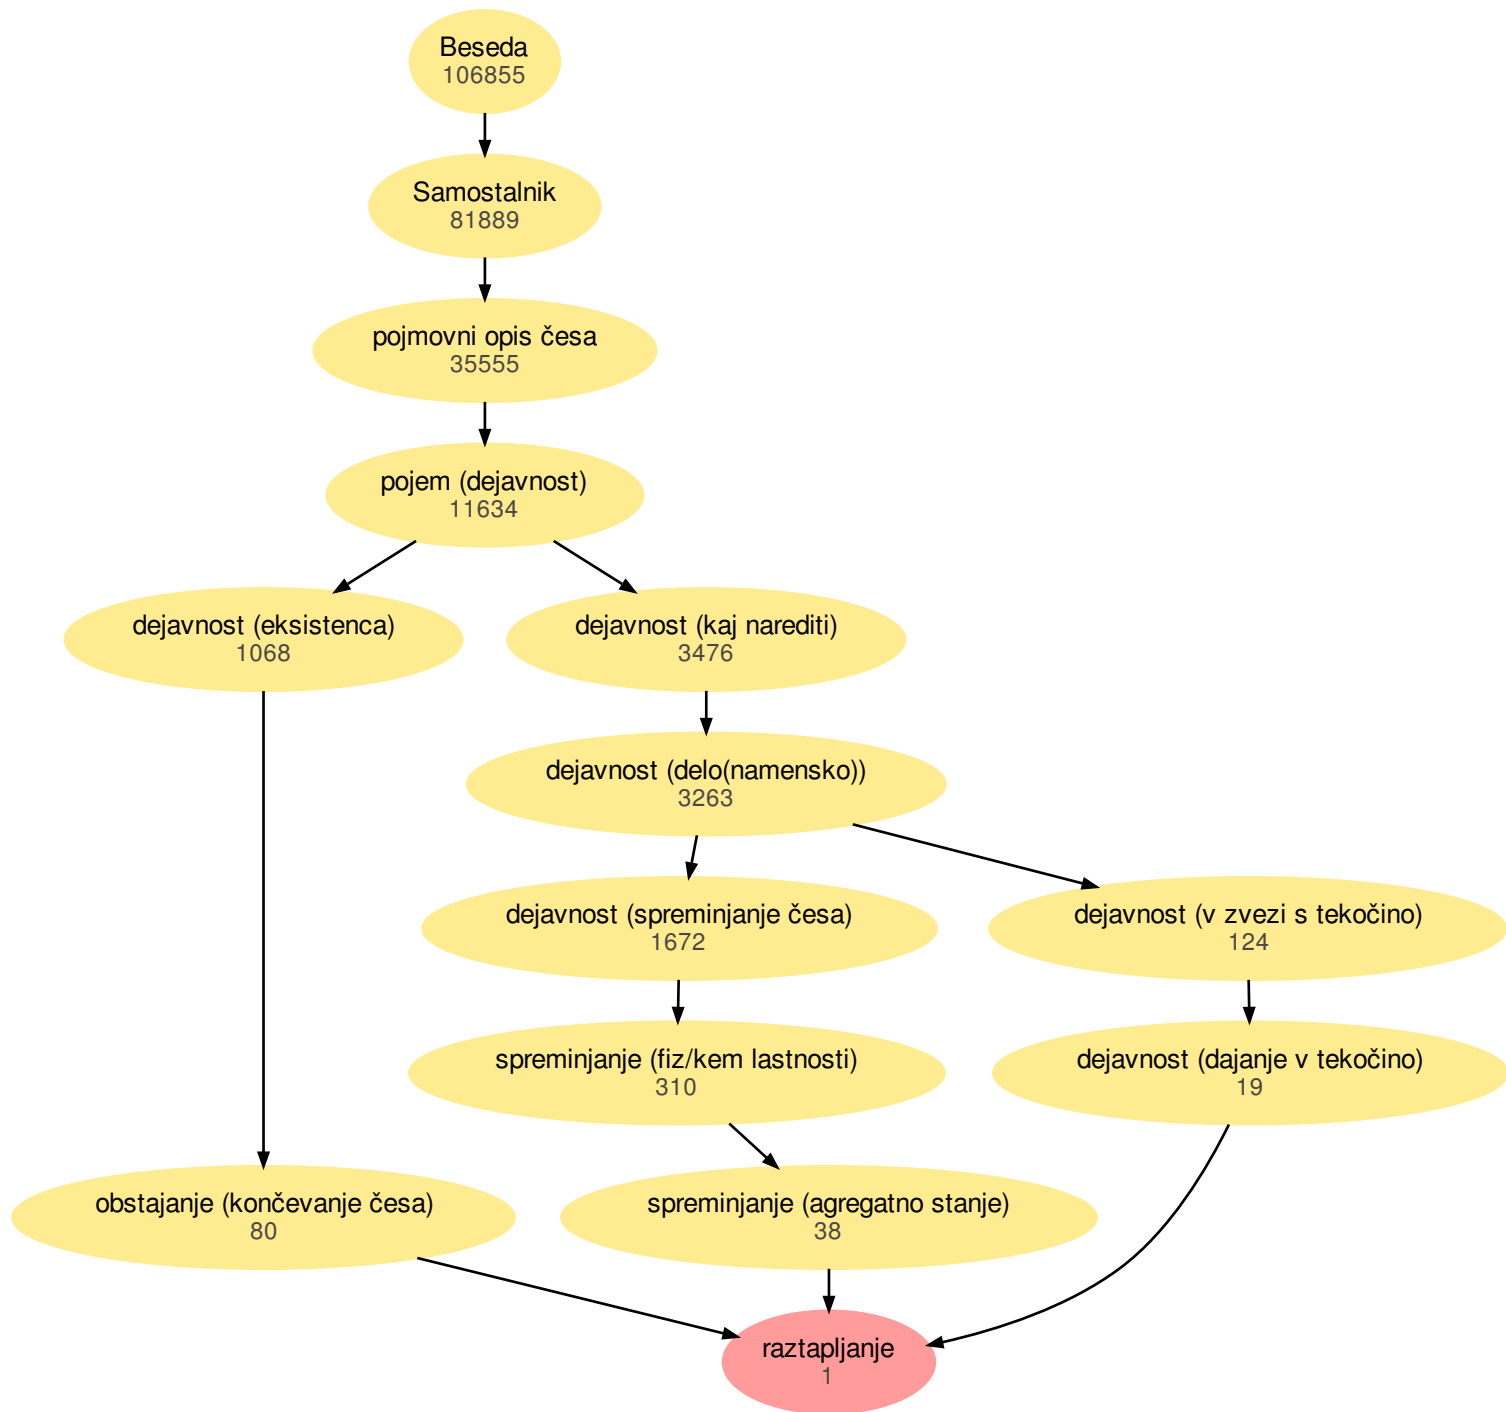 Beseda
106855
Samostalnik
81889
pojmovni opis česa
35555
pojem (dejavnost)
11634
dejavnost (eksistenca)
1068
dejavnost (kaj narediti)
3476
dejavnost (delo(namensko))
3263
dejavnost (spreminjanje česa)
1672
dejavnost (v zvezi s tekočino)
124
spreminjanje (fiz/kem lastnosti)
310
dejavnost (dajanje v tekočino)
19
obstajanje (končevanje česa)
80
spreminjanje (agregatno stanje)
38
raztapljanje
1